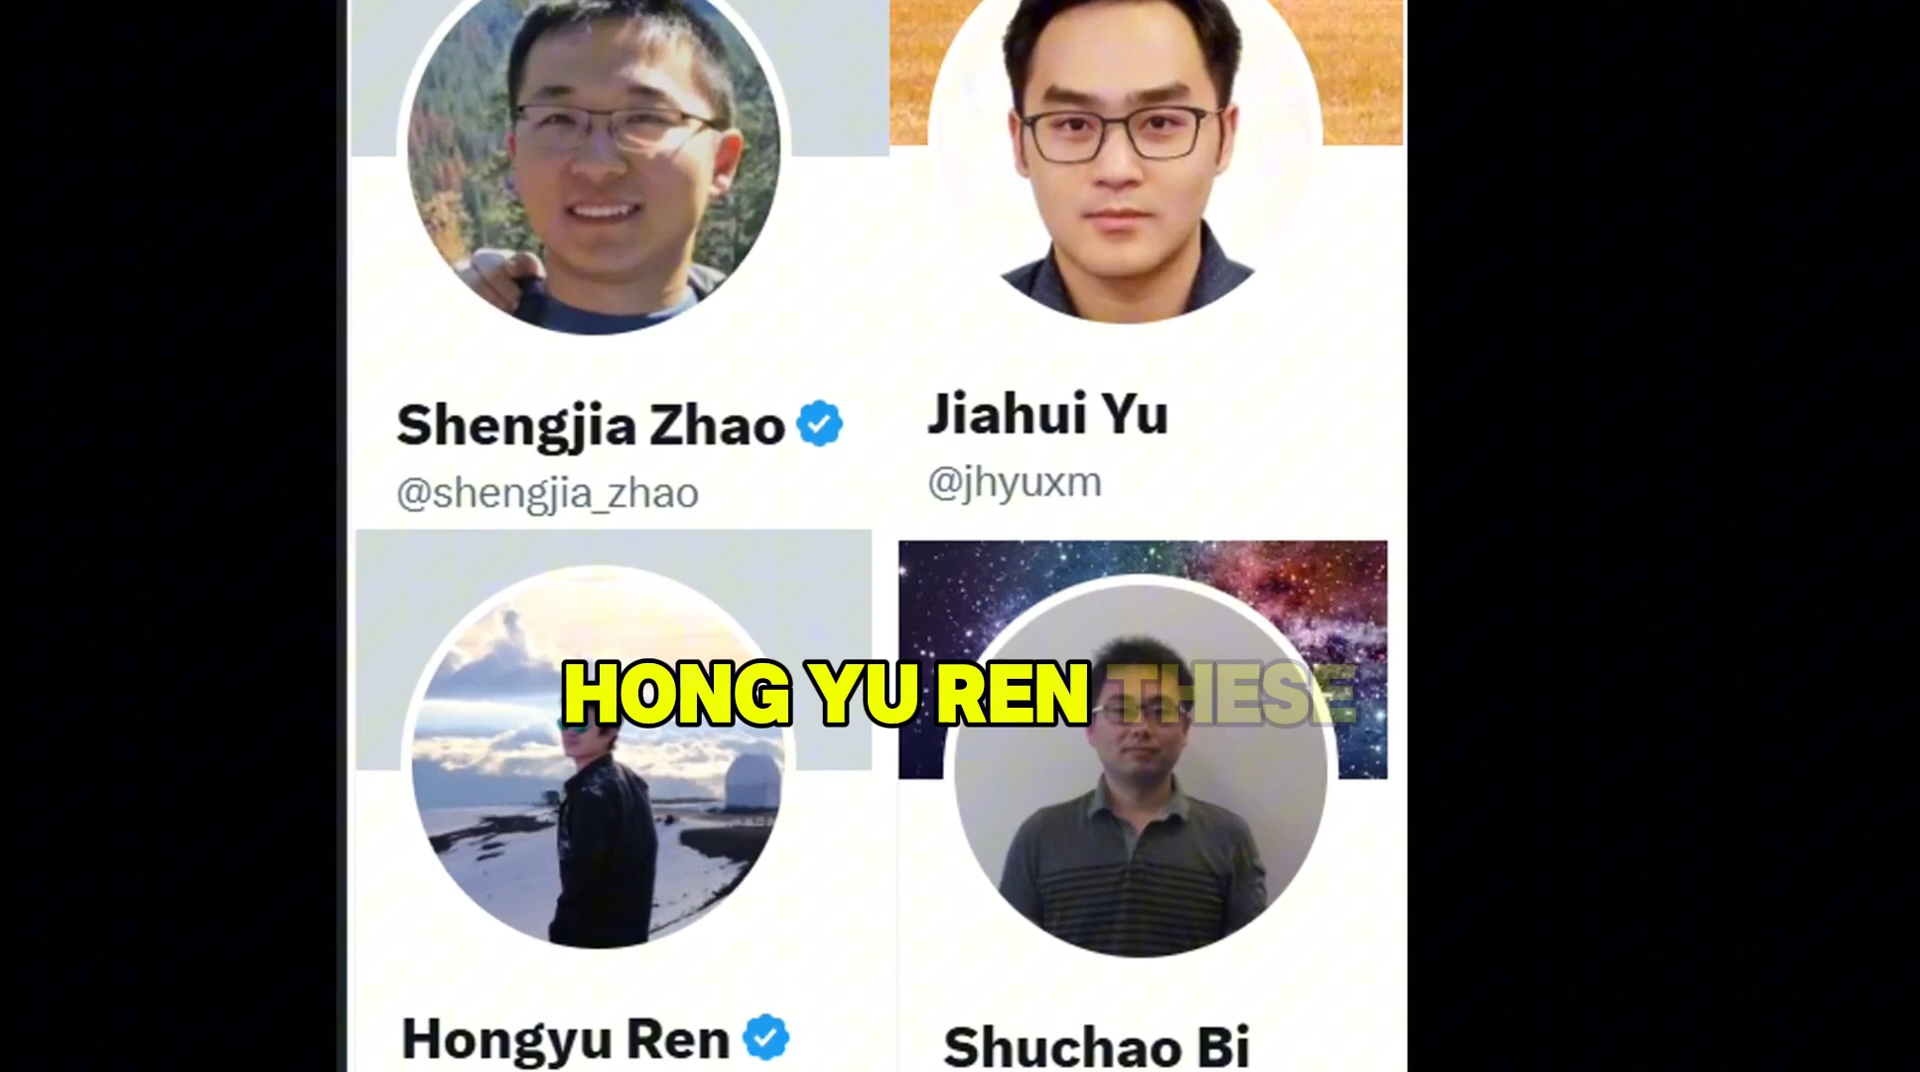 Shengjia Zhao
@shengjia_zhao
Jiahui Yu
@jhyuxm
HONG YU REN THESE
Hongyu Ren
Shuchao Bi